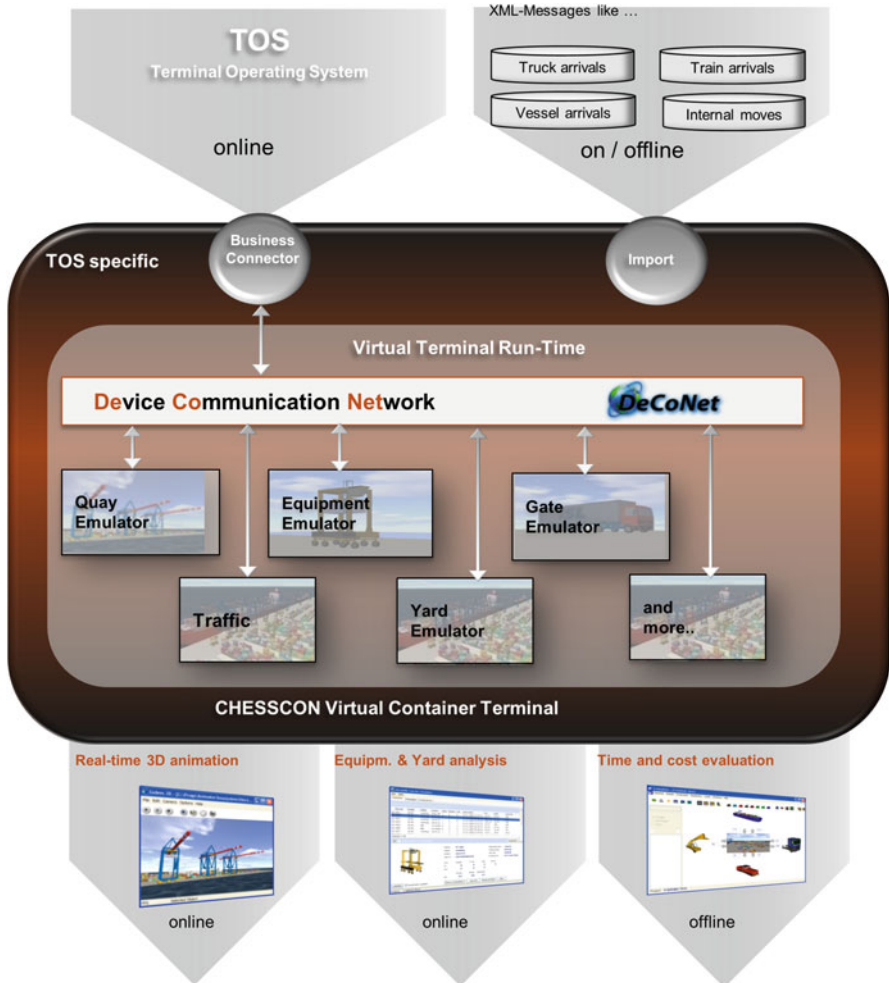 TOS
Terminal Operating System
online
XML-Messages like ...
Truck arrivals
Train arrivals
Vessel arrivals
Internal moves
on / offline
TOS specific
Business
Connector
Import
Virtual Terminal Run-Time
Device Communication Network
DeCoNet
Quay
Emulator
Equipment
Emulator
Gate
Emulator
Traffic
Yard
Emulator
and
more..
CHESSCON Virtual Container Terminal
Real-time 3D animation
online
Equipm. & Yard analysis
online
Time and cost evaluation
offline